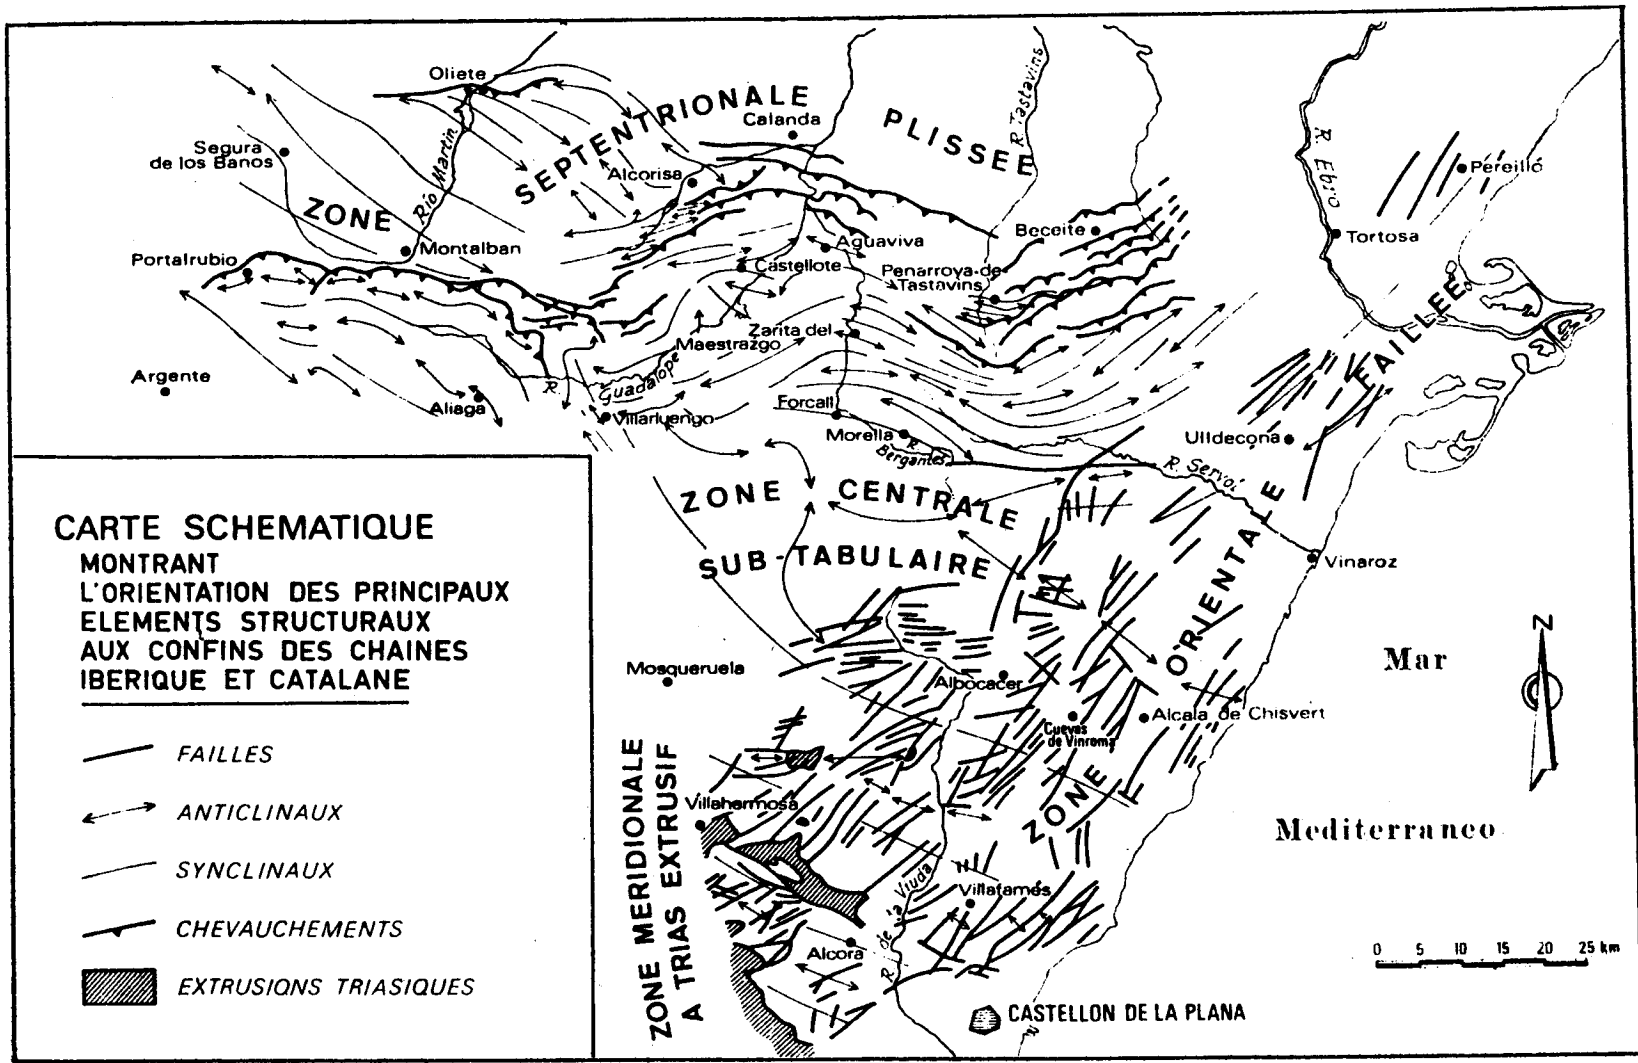 Oliete
SEPTENTRIONALE
Calanda
PLISSEE
R. Tastavins
Segura
de los Banos
Rio Martin
Alcorisa
R. Ebro
Pereilló
ZONE
Montalban
Portalrubio
Aguaviva
Castellote
Beceite
Tortosa
Penarroya-de-
Tastavins
Zarita del
Maestrazgo
FAILLEE
Argente
Aliaga
R.
Guadalope
Villarluengo
Forcall
Morella
R.
Bergantes
Ulldecona
R. Servol
ZONE CENTRALE
SUB-TABULAIRE
ORIENTALE
Vinaroz
CARTE SCHEMATIQUE
MONTRANT
L'ORIENTATION DES PRINCIPAUX
ELEMENTS STRUCTURAUX
AUX CONFINS DES CHAINES
IBERIQUE ET CATALANE
FAILLES
ANTICLINAUX
SYNCLINAUX
CHEVAUCHEMENTS
EXTRUSIONS TRIASIQUES
Mosqueruela
Albocacer
Alcala de Chisvert
Cuevas
de Vinroma
ZONE
Mar
Mediterraneo
N
ZONE MERIDIONALE
A TRIAS EXTRUSIF
Villahermosa
Villafamés
R. de la Viuda
Alcora
0 5 10 15 20 25 km
CASTELLON DE LA PLANA